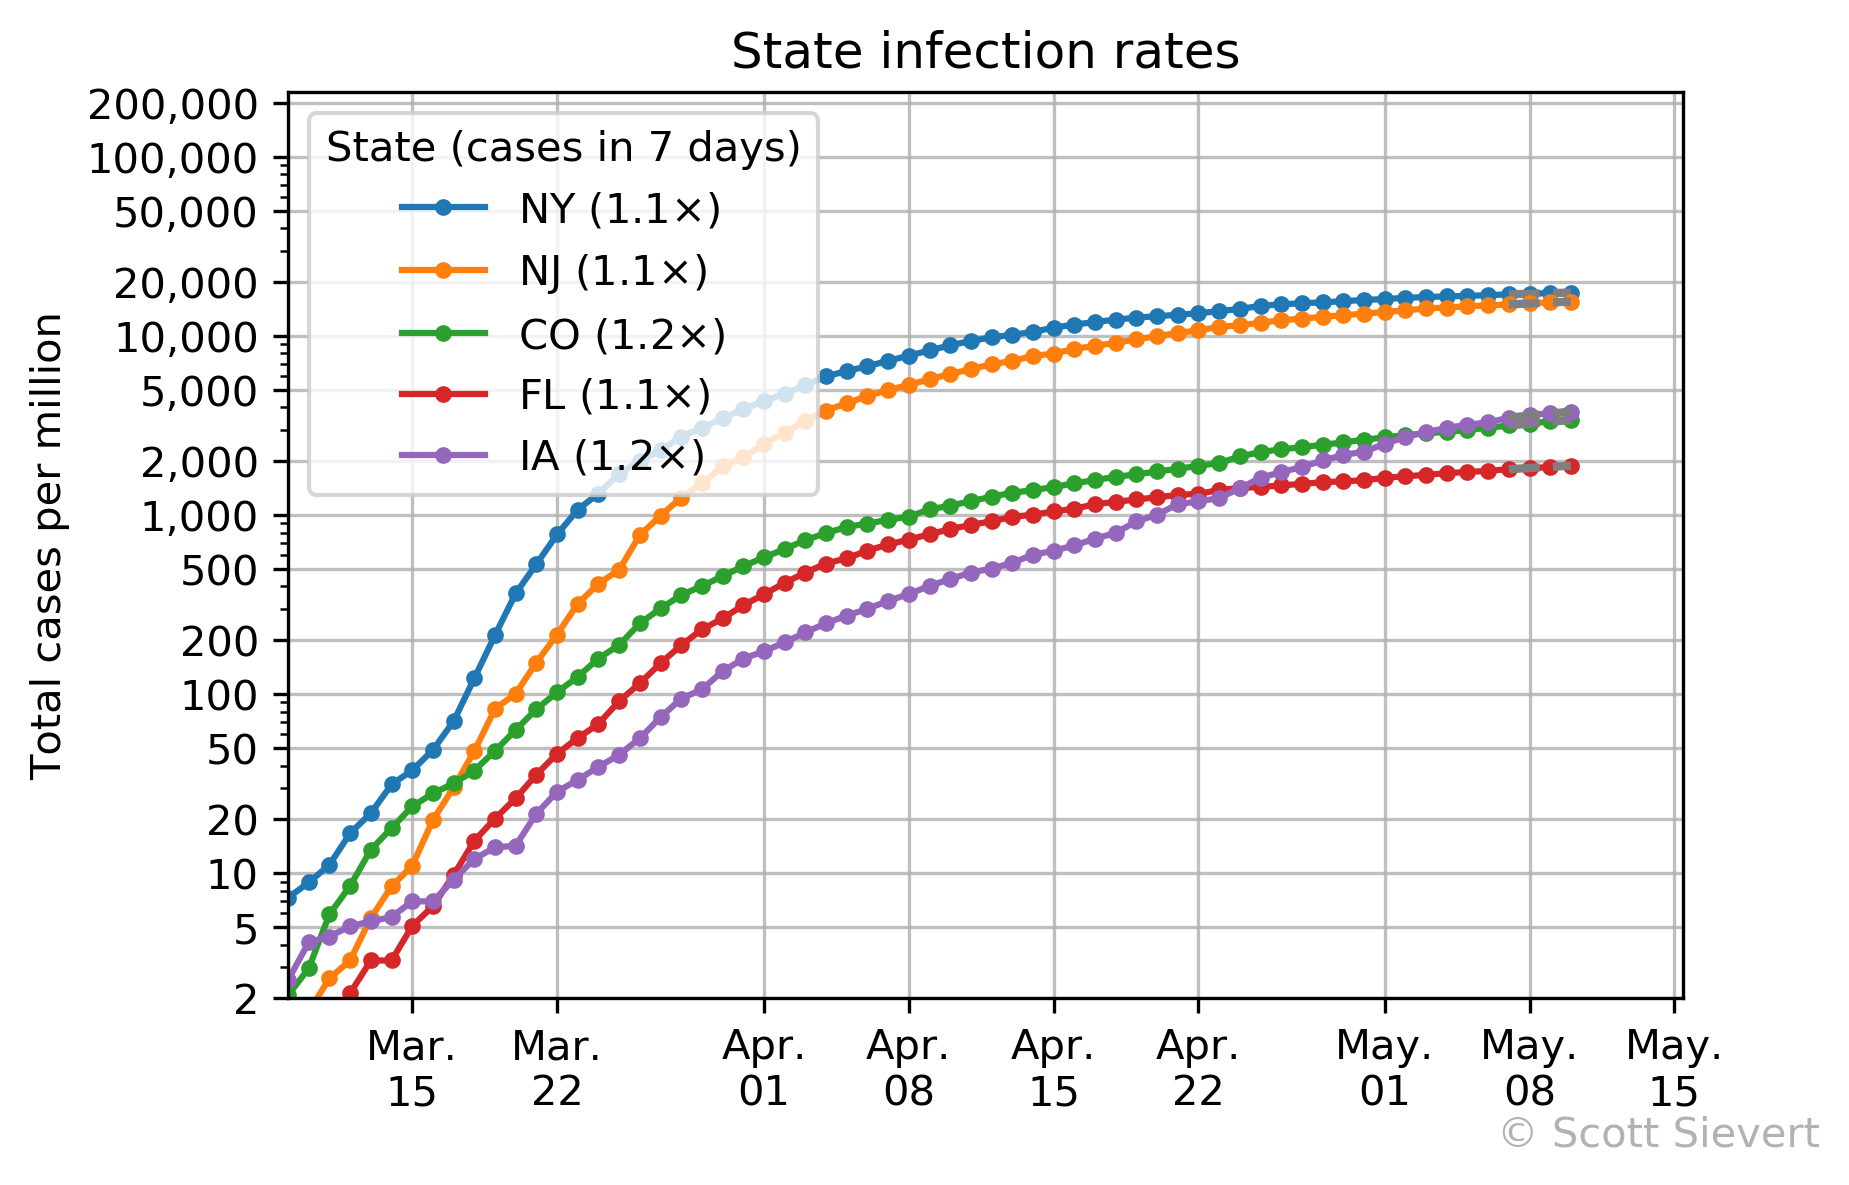 State infection rates
200,000
100,000
50,000
20,000
10,000
5,000
2,000
1,000
500
200
100
50
20
10
5
2
Total cases per million
State (cases in 7 days)
NY (1.1×)
NJ (1.1×)
CO (1.2×)
FL (1.1×)
IA (1.2×)
Mar. Mar. Apr. Apr. Apr. Apr. May. May. May.
15 22 01 08 15 22 01 08 15
© Scott Sievert